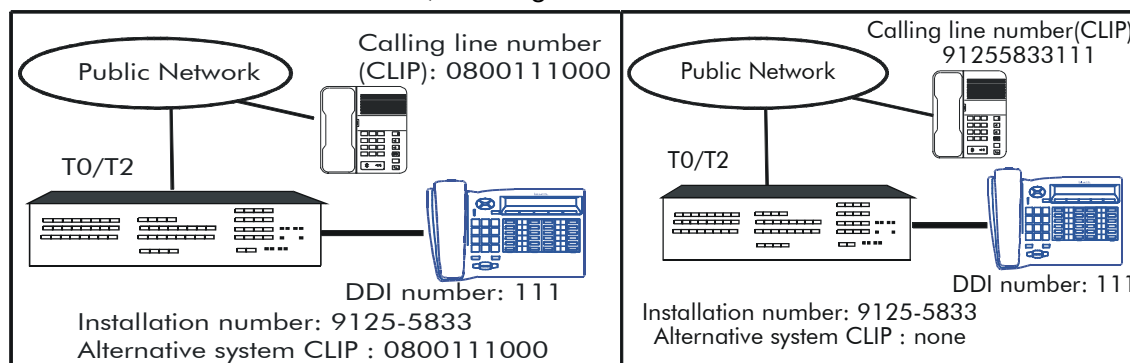 Calling line number
(CLIP): 0800111000
Public Network
T0/T2
DDI number: 111
Installation number: 9125-5833
Alternative system CLIP : 0800111000
Calling line number(CLIP)
91255833111
Public Network
T0/T2
DDI number: 111
Installation number: 9125-5833
Alternative system CLIP : none